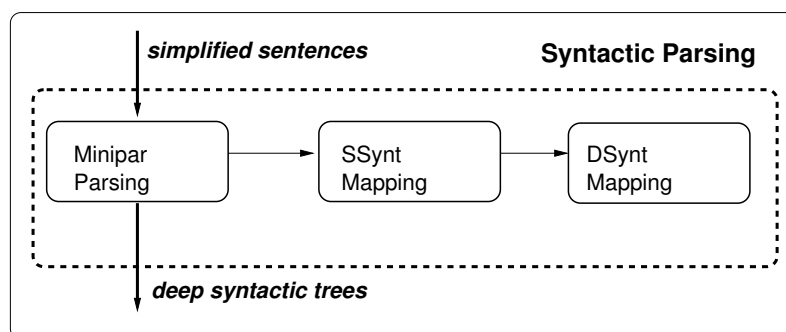 simplified sentences
Syntactic Parsing
Minipar
Parsing
SSynt
Mapping
DSynt
Mapping
deep syntactic trees